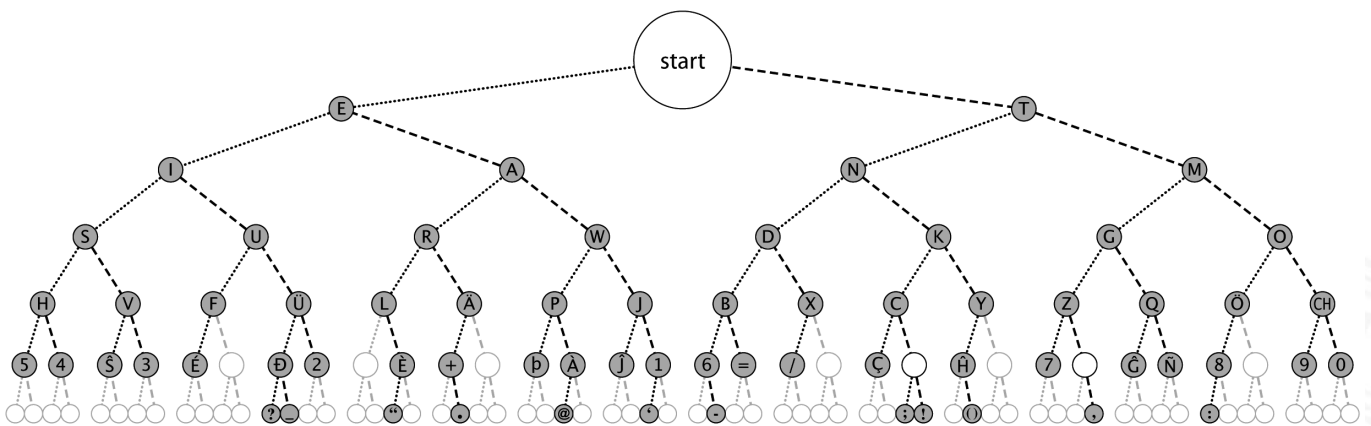 start
E T
I A N M
S U R W D K G O
H V F Ü L Ä P J B X C Y Z Q Ö CH
5 4 Ŝ 3 É Đ 2 È + þ À Ĵ 1 6 = / Ç Ĥ 7 Ĝ Ñ 8 9 0
? _ “ . @ ‘ - ; ! () , :